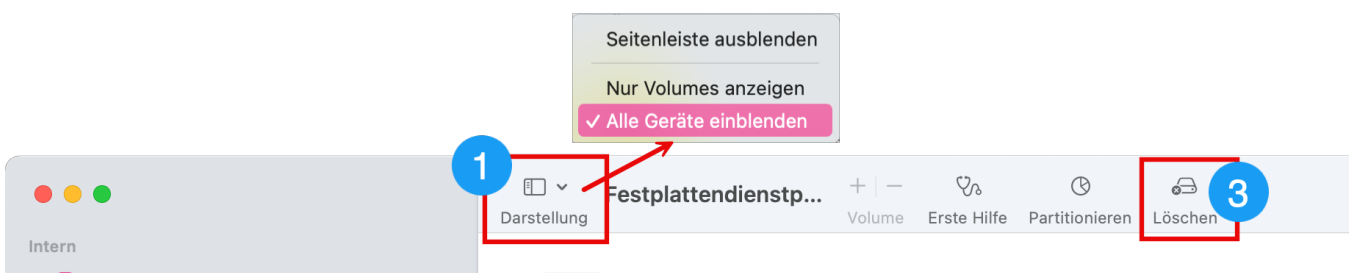 Seitenleiste ausblenden
Nur Volumes anzeigen
✓ Alle Geräte einblenden
1
Festplattendienstp...
3
Darstellung
Volume
Erste Hilfe
Partitionieren
Löschen
Intern